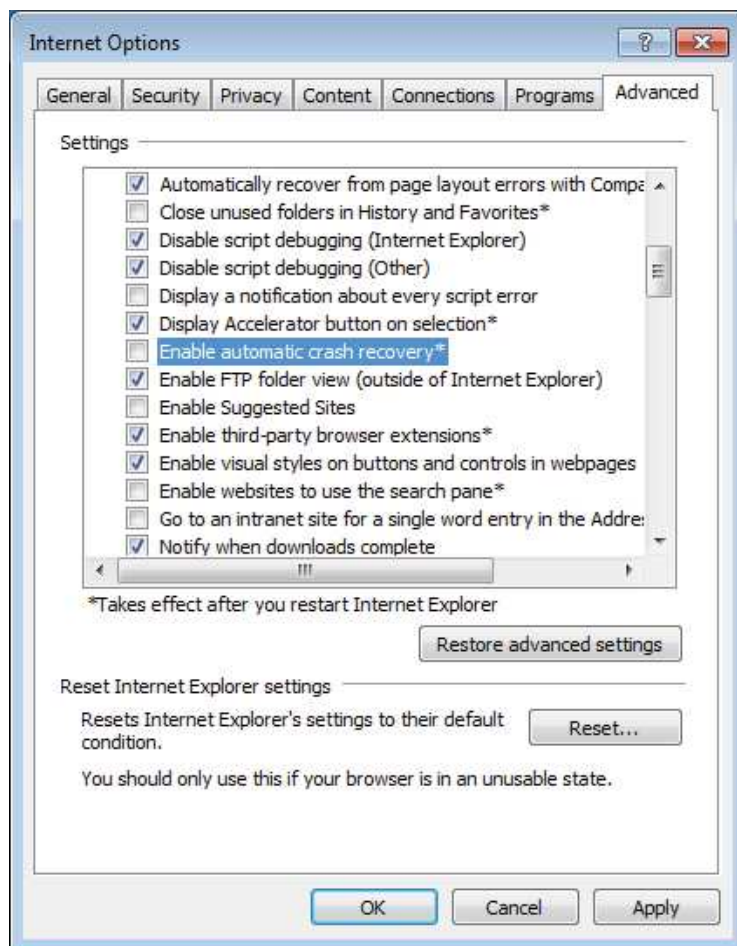 Internet Options
General Security Privacy Content Connections Programs Advanced
Settings
Automatically recover from page layout errors with Compa
Close unused folders in History and Favorites*
Disable script debugging (Internet Explorer)
Disable script debugging (Other)
Display a notification about every script error
Display Accelerator button on selection*
Enable automatic crash recovery*
Enable FTP folder view (outside of Internet Explorer)
Enable Suggested Sites
Enable third-party browser extensions*
Enable visual styles on buttons and controls in webpages
Enable websites to use the search pane*
Go to an intranet site for a single word entry in the Addre
Notify when downloads complete
*Takes effect after you restart Internet Explorer
Restore advanced settings
Reset Internet Explorer settings
Resets Internet Explorer's settings to their default
condition.
Reset...
You should only use this if your browser is in an unusable state.
OK Cancel Apply